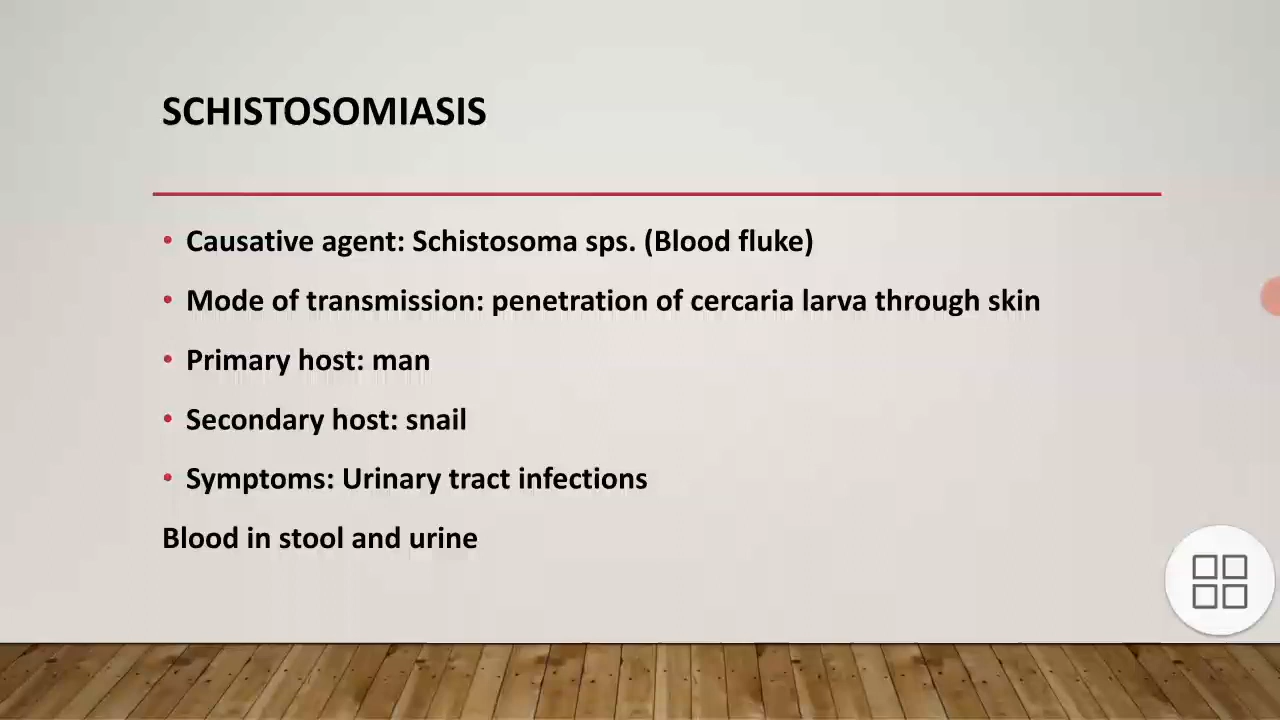 SCHISTOSOMIASIS
• Causative agent: Schistosoma sps. (Blood fluke)
• Mode of transmission: penetration of cercaria larva through skin
• Primary host: man
• Secondary host: snail
• Symptoms: Urinary tract infections
Blood in stool and urine